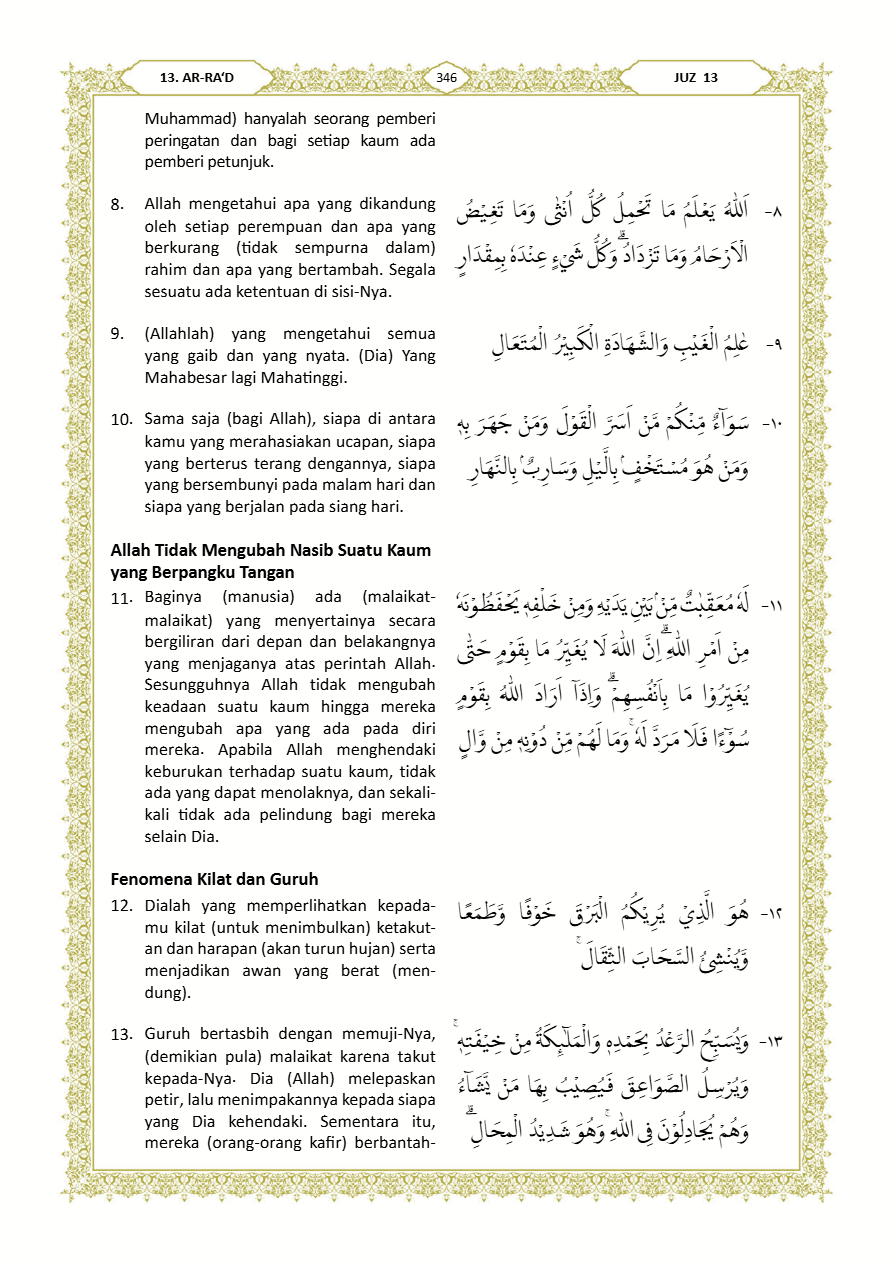 13. AR-RA‘D
346
JUZ 13
Muhammad) hanyalah seorang pemberi
peringatan dan bagi setiap kaum ada
pemberi petunjuk.
8. Allah mengetahui apa yang dikandung
oleh setiap perempuan dan apa yang
berkurang (tidak sempurna dalam)
rahim dan apa yang bertambah. Segala
sesuatu ada ketentuan di sisi-Nya.
٨- اَللّٰهُ يَعْلَمُ مَا تَحْمِلُ كُلُّ اُنْثٰى وَمَا تَغِيْضُ
الْاَرْحَامُ وَمَا تَزْدَادُ ۗوَكُلُّ شَيْءٍ عِنْدَهٗ بِمِقْدَارٍ
9. (Allahlah) yang mengetahui semua
yang gaib dan yang nyata. (Dia) Yang
Mahabesar lagi Mahatinggi.
٩- عٰلِمُ الْغَيْبِ وَالشَّهَادَةِ الْكَبِيْرُ الْمُتَعَالِ
10. Sama saja (bagi Allah), siapa di antara
kamu yang merahasiakan ucapan, siapa
yang berterus terang dengannya, siapa
yang bersembunyi pada malam hari dan
siapa yang berjalan pada siang hari.
١٠- سَوَاۤءٌ مِّنْكُمْ مَّنْ اَسَرَّ الْقَوْلَ وَمَنْ جَهَرَ بِهٖ
وَمَنْ هُوَ مُسْتَخْفٍۢ بِالَّيْلِ وَسَارِبٌۢ بِالنَّهَارِ
Allah Tidak Mengubah Nasib Suatu Kaum
yang Berpangku Tangan
11. Baginya (manusia) ada (malaikat-
malaikat) yang menyertainya secara
bergiliran dari depan dan belakangnya
yang menjaganya atas perintah Allah.
Sesungguhnya Allah tidak mengubah
keadaan suatu kaum hingga mereka
mengubah apa yang ada pada diri
mereka. Apabila Allah menghendaki
keburukan terhadap suatu kaum, tidak
ada yang dapat menolaknya, dan sekali-
kali tidak ada pelindung bagi mereka
selain Dia.
١١- لَهٗ مُعَقِّبٰتٌ مِّنْۢ بَيْنِ يَدَيْهِ وَمِنْ خَلْفِهٖ يَحْفَظُوْنَهٗ
مِنْ اَمْرِ اللّٰهِ ۗاِنَّ اللّٰهَ لَا يُغَيِّرُ مَا بِقَوْمٍ حَتّٰى
يُغَيِّرُوْا مَا بِاَنْفُسِهِمْ ۗوَاِذَآ اَرَادَ اللّٰهُ بِقَوْمٍ
سُوْۤءًا فَلَا مَرَدَّ لَهٗ ۚوَمَا لَهُمْ مِّنْ دُوْنِهٖ مِنْ وَّالٍ
Fenomena Kilat dan Guruh
12. Dialah yang memperlihatkan kepada-
mu kilat (untuk menimbulkan) ketakut-
an dan harapan (akan turun hujan) serta
menjadikan awan yang berat (men-
dung).
١٢- هُوَ الَّذِيْ يُرِيْكُمُ الْبَرْقَ خَوْفًا وَّطَمَعًا
وَّيُنْشِئُ السَّحَابَ الثِّقَالَ ۚ
13. Guruh bertasbih dengan memuji-Nya,
(demikian pula) malaikat karena takut
kepada-Nya. Dia (Allah) melepaskan
petir, lalu menimpakannya kepada siapa
yang Dia kehendaki. Sementara itu,
mereka (orang-orang kafir) berbantah-
١٣- وَيُسَبِّحُ الرَّعْدُ بِحَمْدِهٖ وَالْمَلٰۤىِٕكَةُ مِنْ خِيْفَتِهٖ ۚ
وَيُرْسِلُ الصَّوَاعِقَ فَيُصِيْبُ بِهَا مَنْ يَّشَاۤءُ
وَهُمْ يُجَادِلُوْنَ فِى اللّٰهِ ۚوَهُوَ شَدِيْدُ الْمِحَالِ ۗ